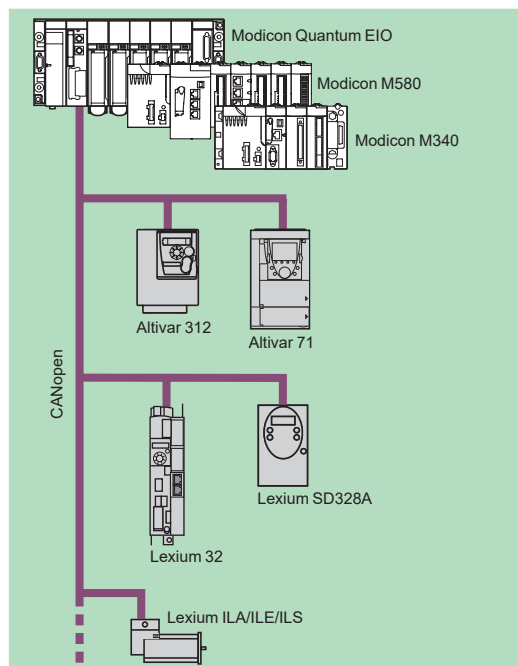 Modicon Quantum EIO
Modicon M580
Modicon M340
Altivar 312
Altivar 71
CANopen
Lexium SD328A
Lexium 32
Lexium ILA/ILE/ILS